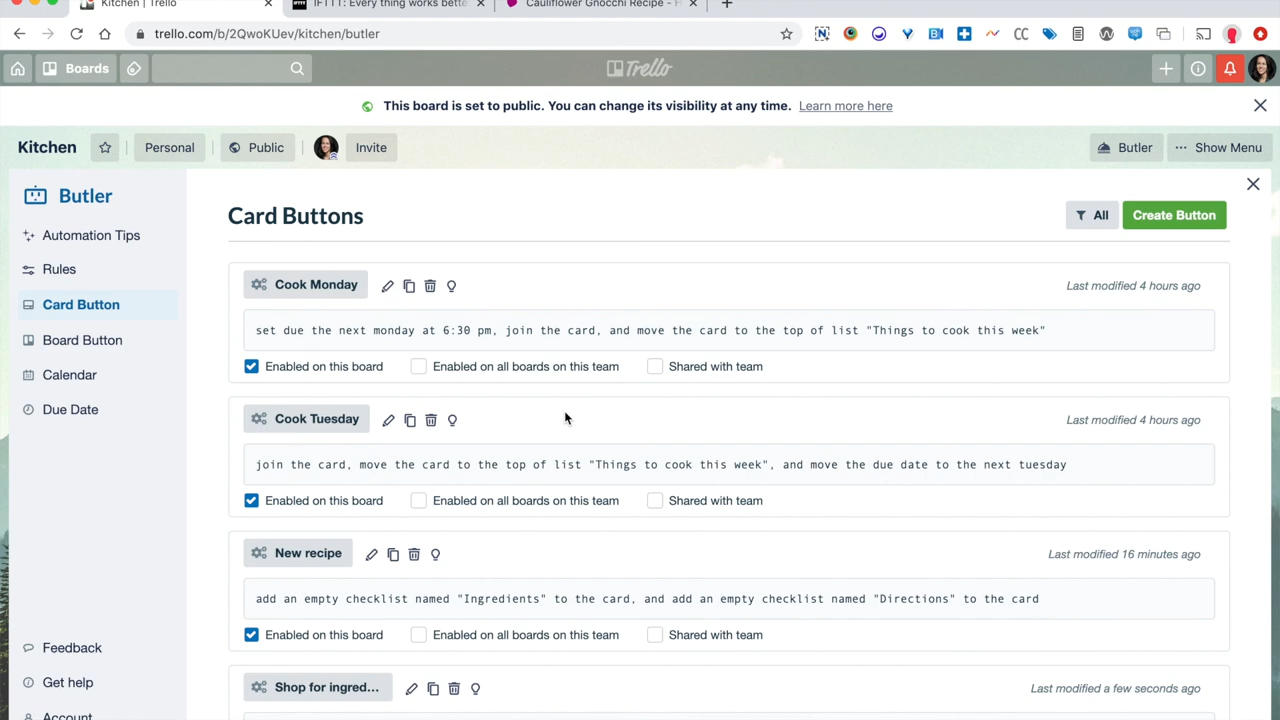 Kitchen | Trello
IFTTT: Every thing works bette
Cauliflower Gnocchi Recipe - H
trello.com/b/2QwoKUev/kitchen/butler
Boards
Trello
This board is set to public. You can change its visibility at any time. Learn more here
Kitchen
Personal
Public
Invite
Butler
Show Menu
Butler
Automation Tips
Rules
Card Button
Board Button
Calendar
Due Date
Feedback
Get help
Account
Card Buttons
All
Create Button
Cook Monday
Last modified 4 hours ago
set due the next monday at 6:30 pm, join the card, and move the card to the top of list "Things to cook this week"
Enabled on this board
Enabled on all boards on this team
Shared with team
Cook Tuesday
Last modified 4 hours ago
join the card, move the card to the top of list "Things to cook this week", and move the due date to the next tuesday
Enabled on this board
Enabled on all boards on this team
Shared with team
New recipe
Last modified 16 minutes ago
add an empty checklist named "Ingredients" to the card, and add an empty checklist named "Directions" to the card
Enabled on this board
Enabled on all boards on this team
Shared with team
Shop for ingred...
Last modified a few seconds ago